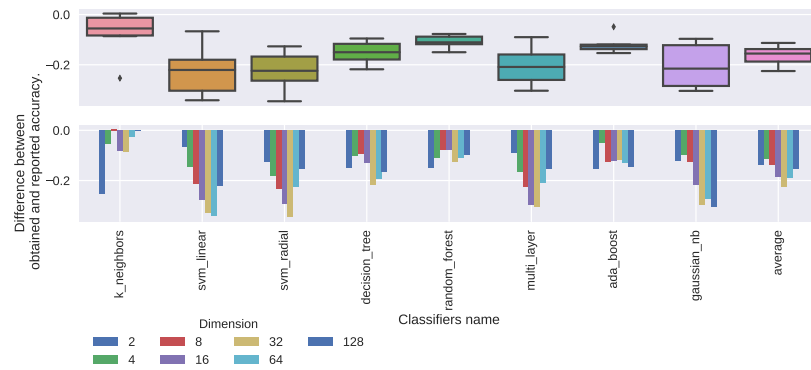 0.0
−0.2
0.0
−0.2
Difference between
obtained and reported accuracy.
k_neighbors
svm_linear
svm_radial
decision_tree
random_forest
multi_layer
ada_boost
gaussian_nb
average
Classifiers name
Dimension
2 8 32 128
4 16 64